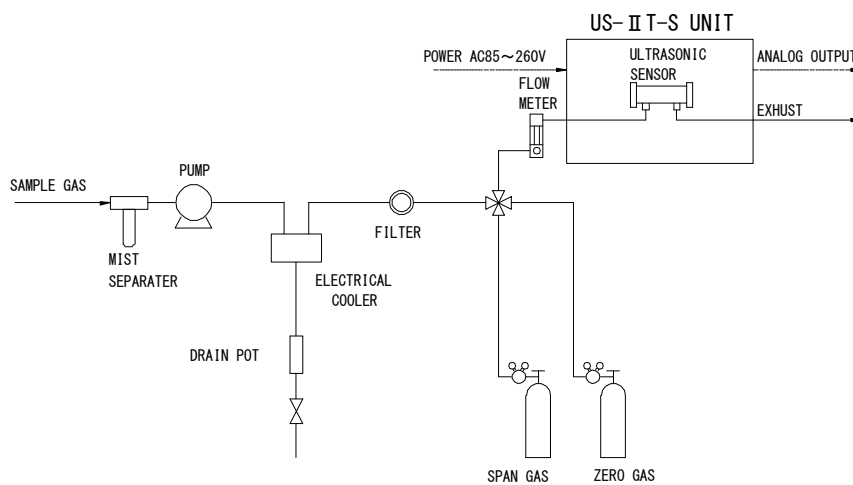 US-ⅡT-S UNIT
POWER AC85～260V
ULTRASONIC
SENSOR
ANALOG OUTPUT
FLOW
METER
EXHUST
PUMP
SAMPLE GAS
FILTER
MIST
SEPARATER
ELECTRICAL
COOLER
DRAIN POT
SPAN GAS
ZERO GAS